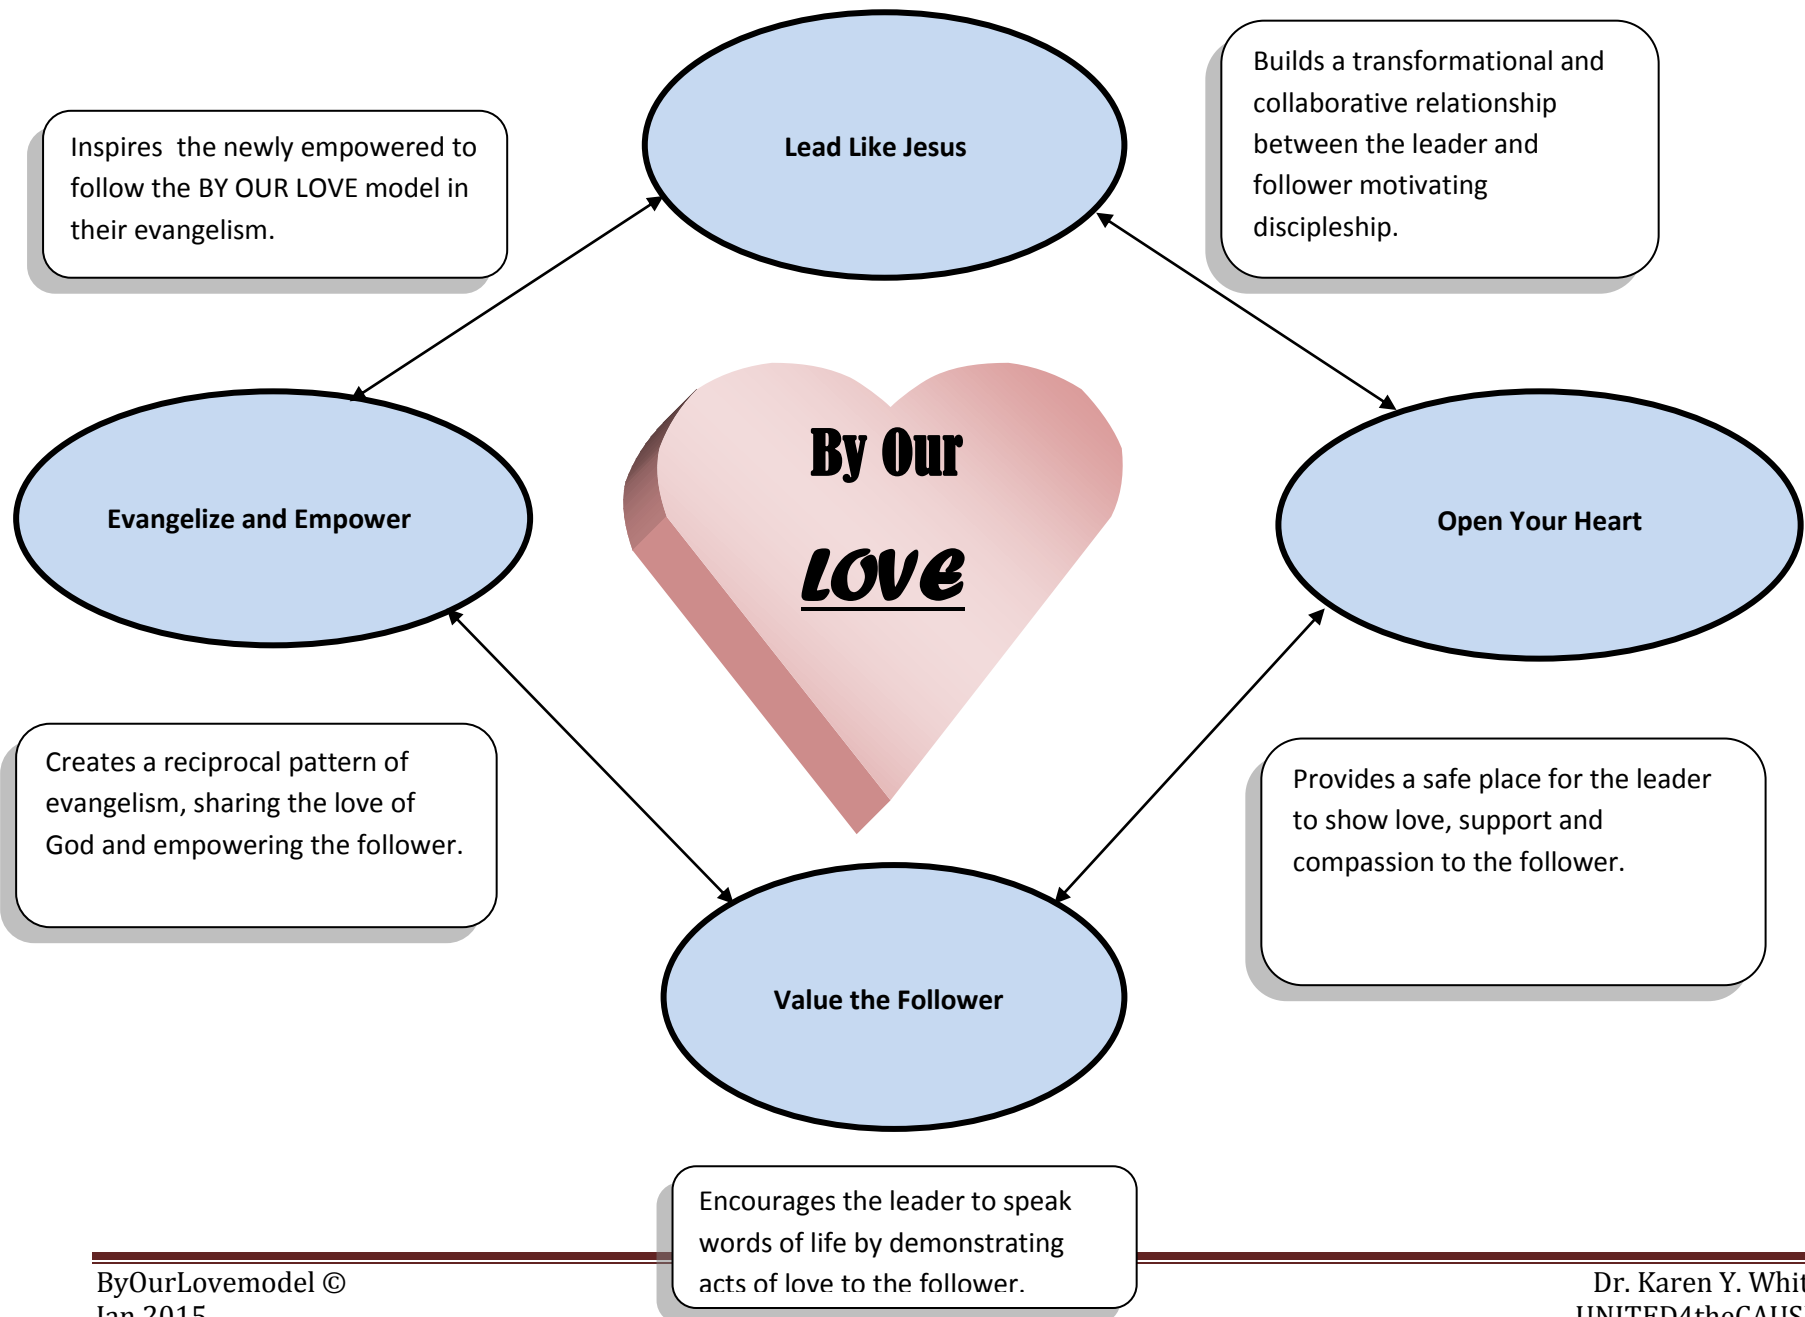 Lead Like Jesus
Builds a transformational and
collaborative relationship
between the leader and
follower motivating
discipleship.
Inspires the newly empowered to
follow the BY OUR LOVE model in
their evangelism.
By Our
LOVE
Evangelize and Empower
Open Your Heart
Creates a reciprocal pattern of
evangelism, sharing the love of
God and empowering the follower.
Provides a safe place for the leader
to show love, support and
compassion to the follower.
Value the Follower
Encourages the leader to speak
words of life by demonstrating
acts of love to the follower.
ByOurLovemodel ©
Jan 2015
Dr. Karen Y.